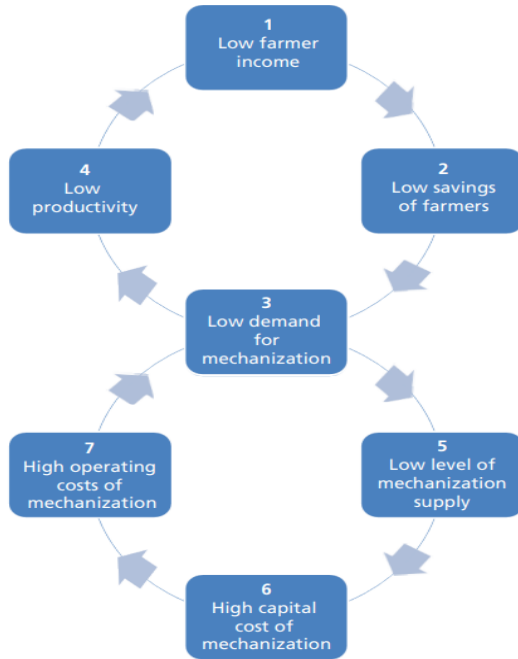 1
Low farmer
income
4
Low
productivity
2
Low savings
of farmers
3
Low demand
for
mechanization
7
High operating
costs of
mechanization
5
Low level of
mechanization
supply
6
High capital
cost of
mechanization